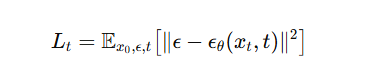 L_t = 𝔼_{x_0,ϵ,t}[‖ϵ − ϵ_θ(x_t, t)‖²]